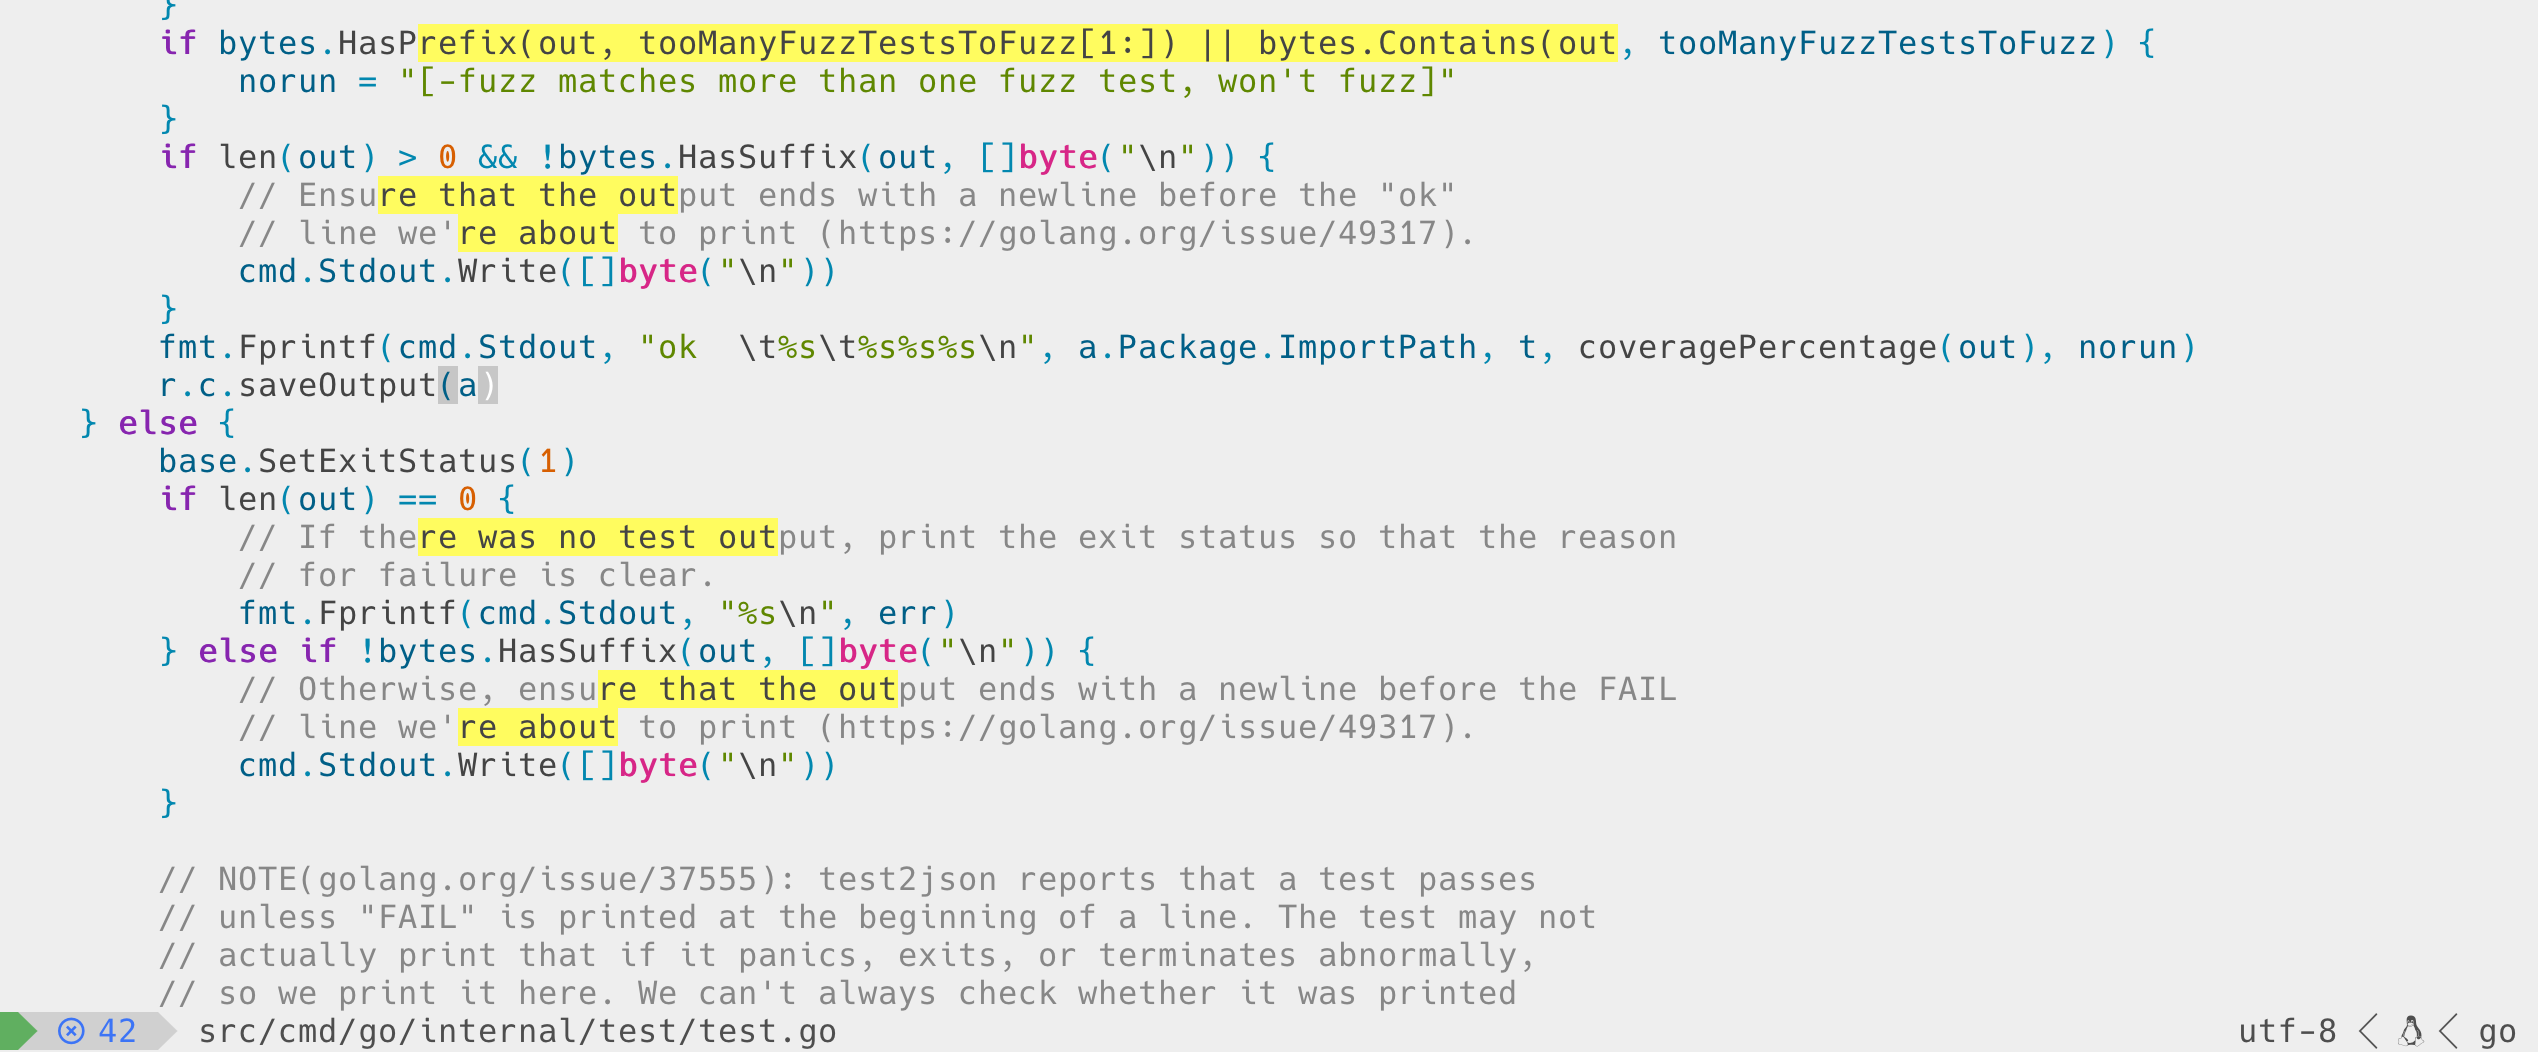 }
if bytes.HasPrefix(out, tooManyFuzzTestsToFuzz[1:]) || bytes.Contains(out, tooManyFuzzTestsToFuzz) {
norun = "[-fuzz matches more than one fuzz test, won't fuzz]"
}
if len(out) > 0 && !bytes.HasSuffix(out, []byte("\n")) {
// Ensure that the output ends with a newline before the "ok"
// line we're about to print (https://golang.org/issue/49317).
cmd.Stdout.Write([]byte("\n"))
}
fmt.Fprintf(cmd.Stdout, "ok  \t%s\t%s%s%s\n", a.Package.ImportPath, t, coveragePercentage(out), norun)
r.c.saveOutput(a)
} else {
base.SetExitStatus(1)
if len(out) == 0 {
// If there was no test output, print the exit status so that the reason
// for failure is clear.
fmt.Fprintf(cmd.Stdout, "%s\n", err)
} else if !bytes.HasSuffix(out, []byte("\n")) {
// Otherwise, ensure that the output ends with a newline before the FAIL
// line we're about to print (https://golang.org/issue/49317).
cmd.Stdout.Write([]byte("\n"))
}
// NOTE(golang.org/issue/37555): test2json reports that a test passes
// unless "FAIL" is printed at the beginning of a line. The test may not
// actually print that if it panics, exits, or terminates abnormally,
// so we print it here. We can't always check whether it was printed
42 src/cmd/go/internal/test/test.go utf-8 go